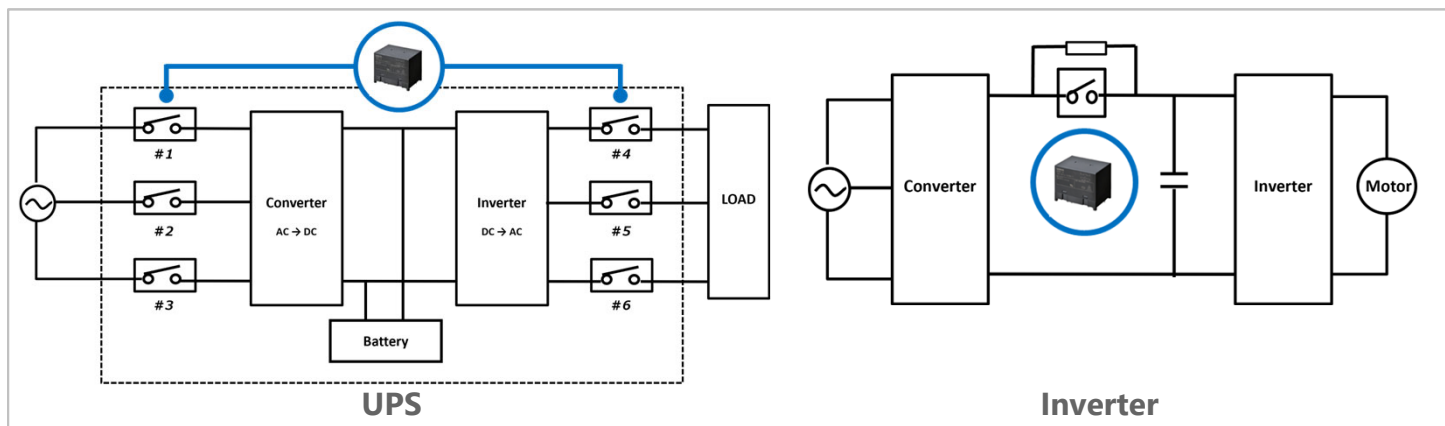 #1
#4
#2
Converter
AC → DC
Inverter
DC → AC
#5
LOAD
#3
#6
Battery
UPS
Converter
Inverter
Motor
Inverter